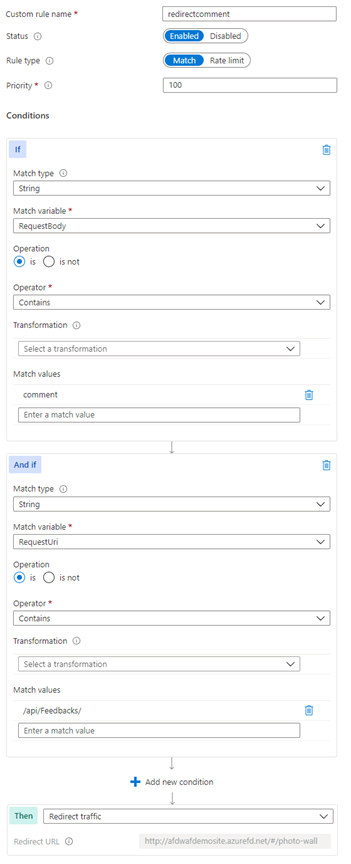 Custom rule name *
redirectcomment
Status
Enabled Disabled
Rule type
Match Rate limit
Priority *
100
Conditions
If
Match type
String
Match variable *
RequestBody
Operation
is is not
Operator *
Contains
Transformation
Select a transformation
Match values
comment
Enter a match value
And if
Match type
String
Match variable *
RequestUri
Operation
is is not
Operator *
Contains
Transformation
Select a transformation
Match values
/api/Feedbacks/
Enter a match value
Add new condition
Then Redirect traffic
Redirect URL http://afdwafdemosite.azurefd.net/#/photo-wall